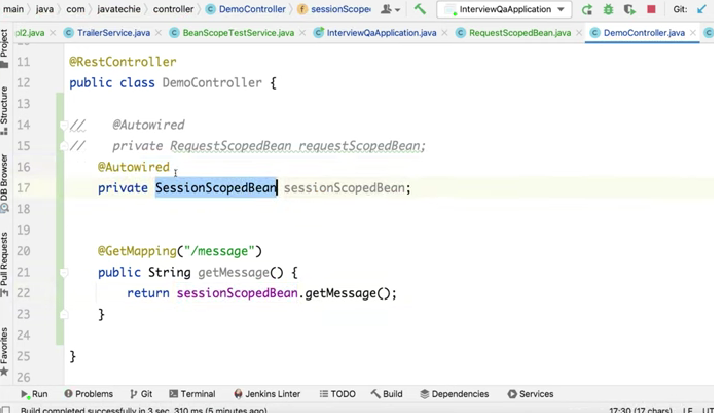 main java com javatechie controller DemoController sessionScope InterviewQaApplication Git:
pl2.java TrailerService.java BeanScopeTestService.java InterviewQaApplication.java RequestScopedBean.java DemoController.java
Project
Structure
DB Browser
Pull Requests
Favorites
11 @RestController
12 public class DemoController {
13
14 // @Autowired
15 // private RequestScopedBean requestScopedBean;
16 @Autowired
17 private SessionScopedBean sessionScopedBean;
18
19
20 @GetMapping("/message")
21 public String getMessage() {
22 return sessionScopedBean.getMessage();
23 }
24
25 }
26
Run Problems Git Terminal Jenkins Linter TODO Build Dependencies Services
Build completed successfully in 3 sec, 310 ms (5 minutes ago) 17:30 (17 chars) LF